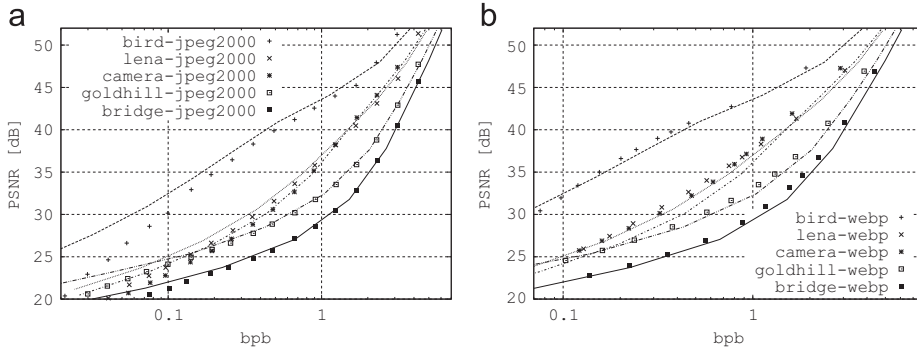 a
PSNR [dB]
50
45
40
35
30
25
20
0.1
1
bpb
bird-jpeg2000
lena-jpeg2000
camera-jpeg2000
goldhill-jpeg2000
bridge-jpeg2000
b
PSNR [dB]
50
45
40
35
30
25
20
0.1
1
bpb
bird-webp
lena-webp
camera-webp
goldhill-webp
bridge-webp